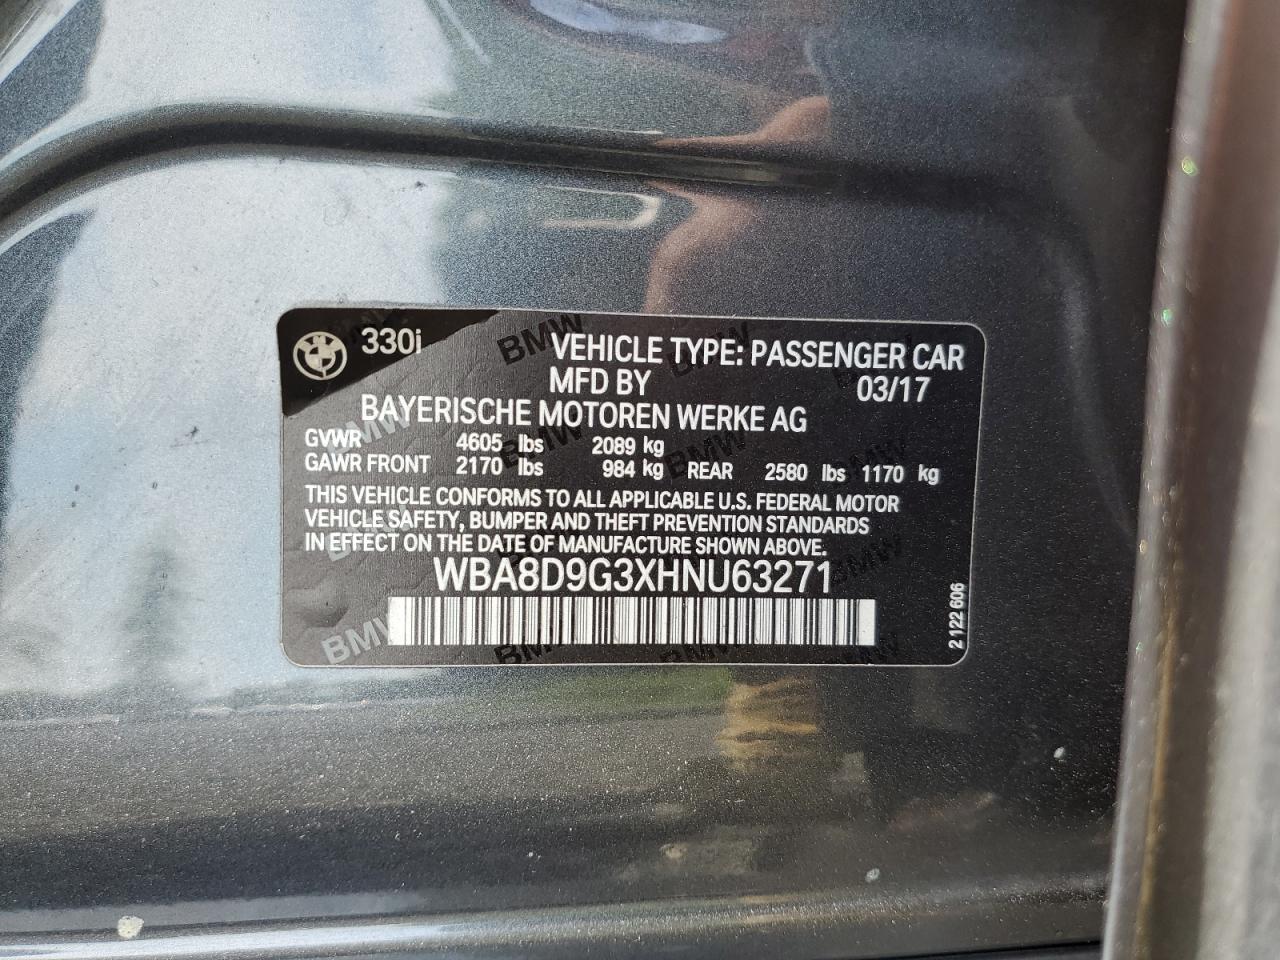 330i
VEHICLE TYPE: PASSENGER CAR
MFD BY 03/17
BAYERISCHE MOTOREN WERKE AG
GVWR 4605 lbs 2089 kg
GAWR FRONT 2170 lbs 984 kg REAR 2580 lbs 1170 kg
THIS VEHICLE CONFORMS TO ALL APPLICABLE U.S. FEDERAL MOTOR
VEHICLE SAFETY, BUMPER AND THEFT PREVENTION STANDARDS
IN EFFECT ON THE DATE OF MANUFACTURE SHOWN ABOVE.
WBA8D9G3XHNU63271
2 122 606